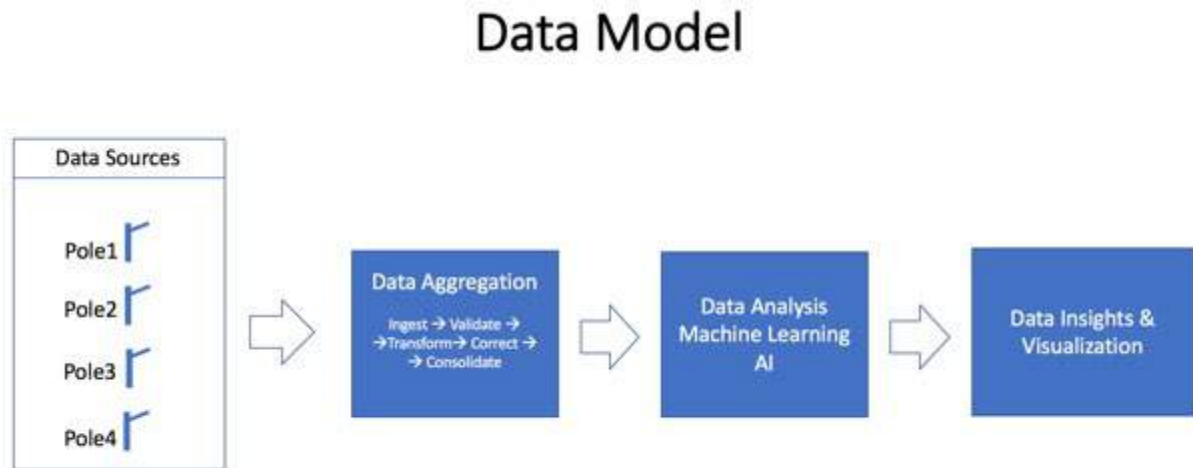 Data Model
Data Sources
Pole1
Pole2
Pole3
Pole4
Data Aggregation
Ingest → Validate →
→Transform→ Correct →
→ Consolidate
Data Analysis
Machine Learning
AI
Data Insights &
Visualization